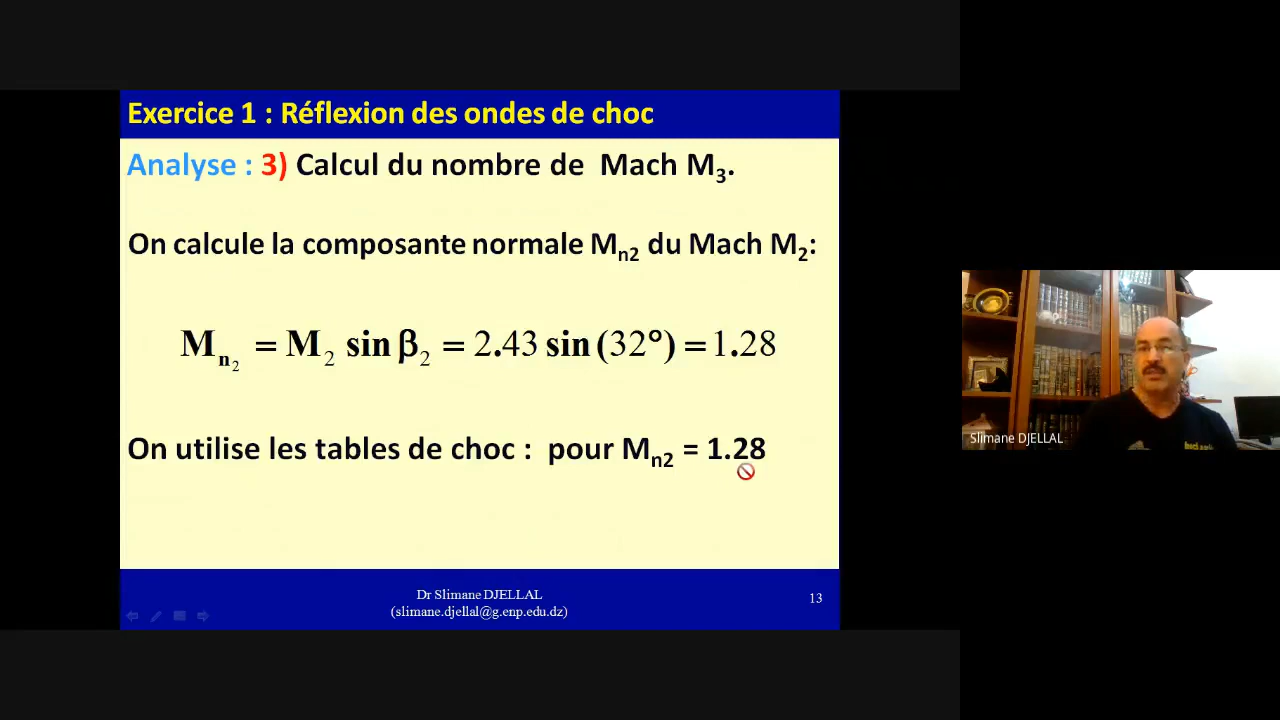 Exercice 1 : Réflexion des ondes de choc
Analyse : 3) Calcul du nombre de Mach M₃.
On calcule la composante normale Mn2 du Mach M₂:
Mn₂ = M₂ sin β₂ = 2.43 sin (32°) = 1.28
On utilise les tables de choc : pour Mn2 = 1.28
Dr Slimane DJELLAL
(slimane.djellal@g.enp.edu.dz)
13
Slimane DJELLAL